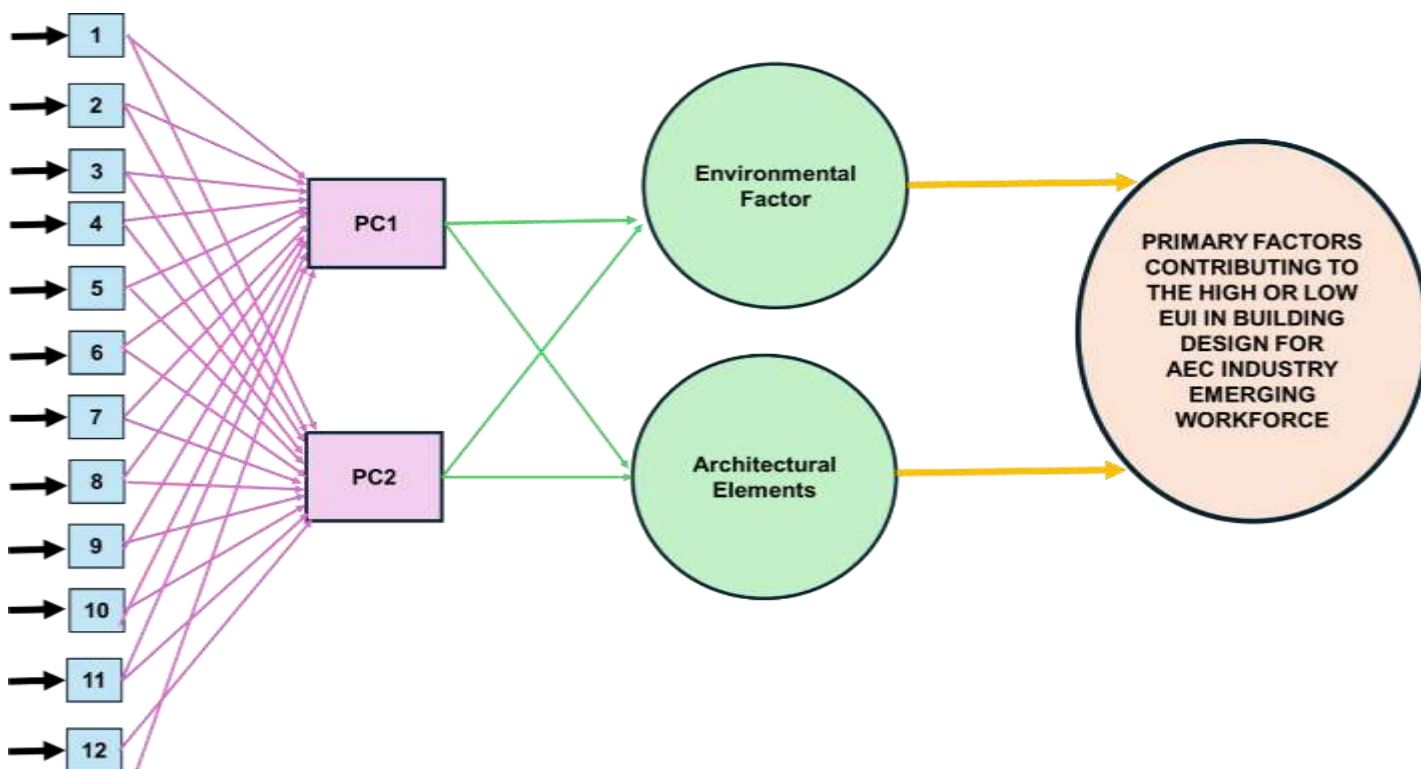 1
2
3
4
5
6
7
8
9
10
11
12
PC1
PC2
Environmental
Factor
Architectural
Elements
PRIMARY FACTORS
CONTRIBUTING TO
THE HIGH OR LOW
EUI IN BUILDING
DESIGN FOR
AEC INDUSTRY
EMERGING
WORKFORCE